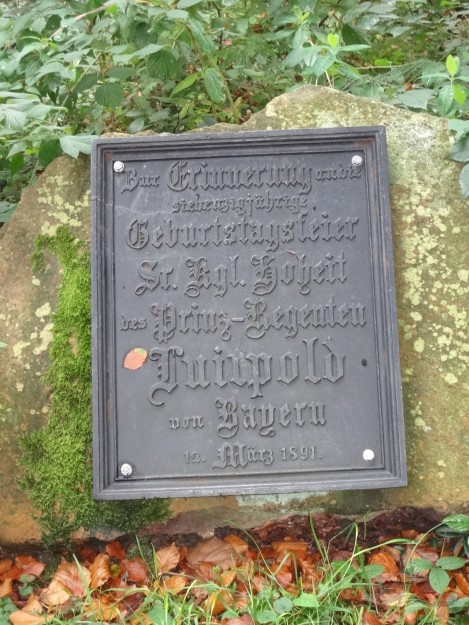 Zur Erinnerung an die
siebenzigjährige
Geburtstagsfeier
Sr. Kgl. Hoheit
des Prinz-Regenten
Luitpold
von Bayern
12. März 1891.